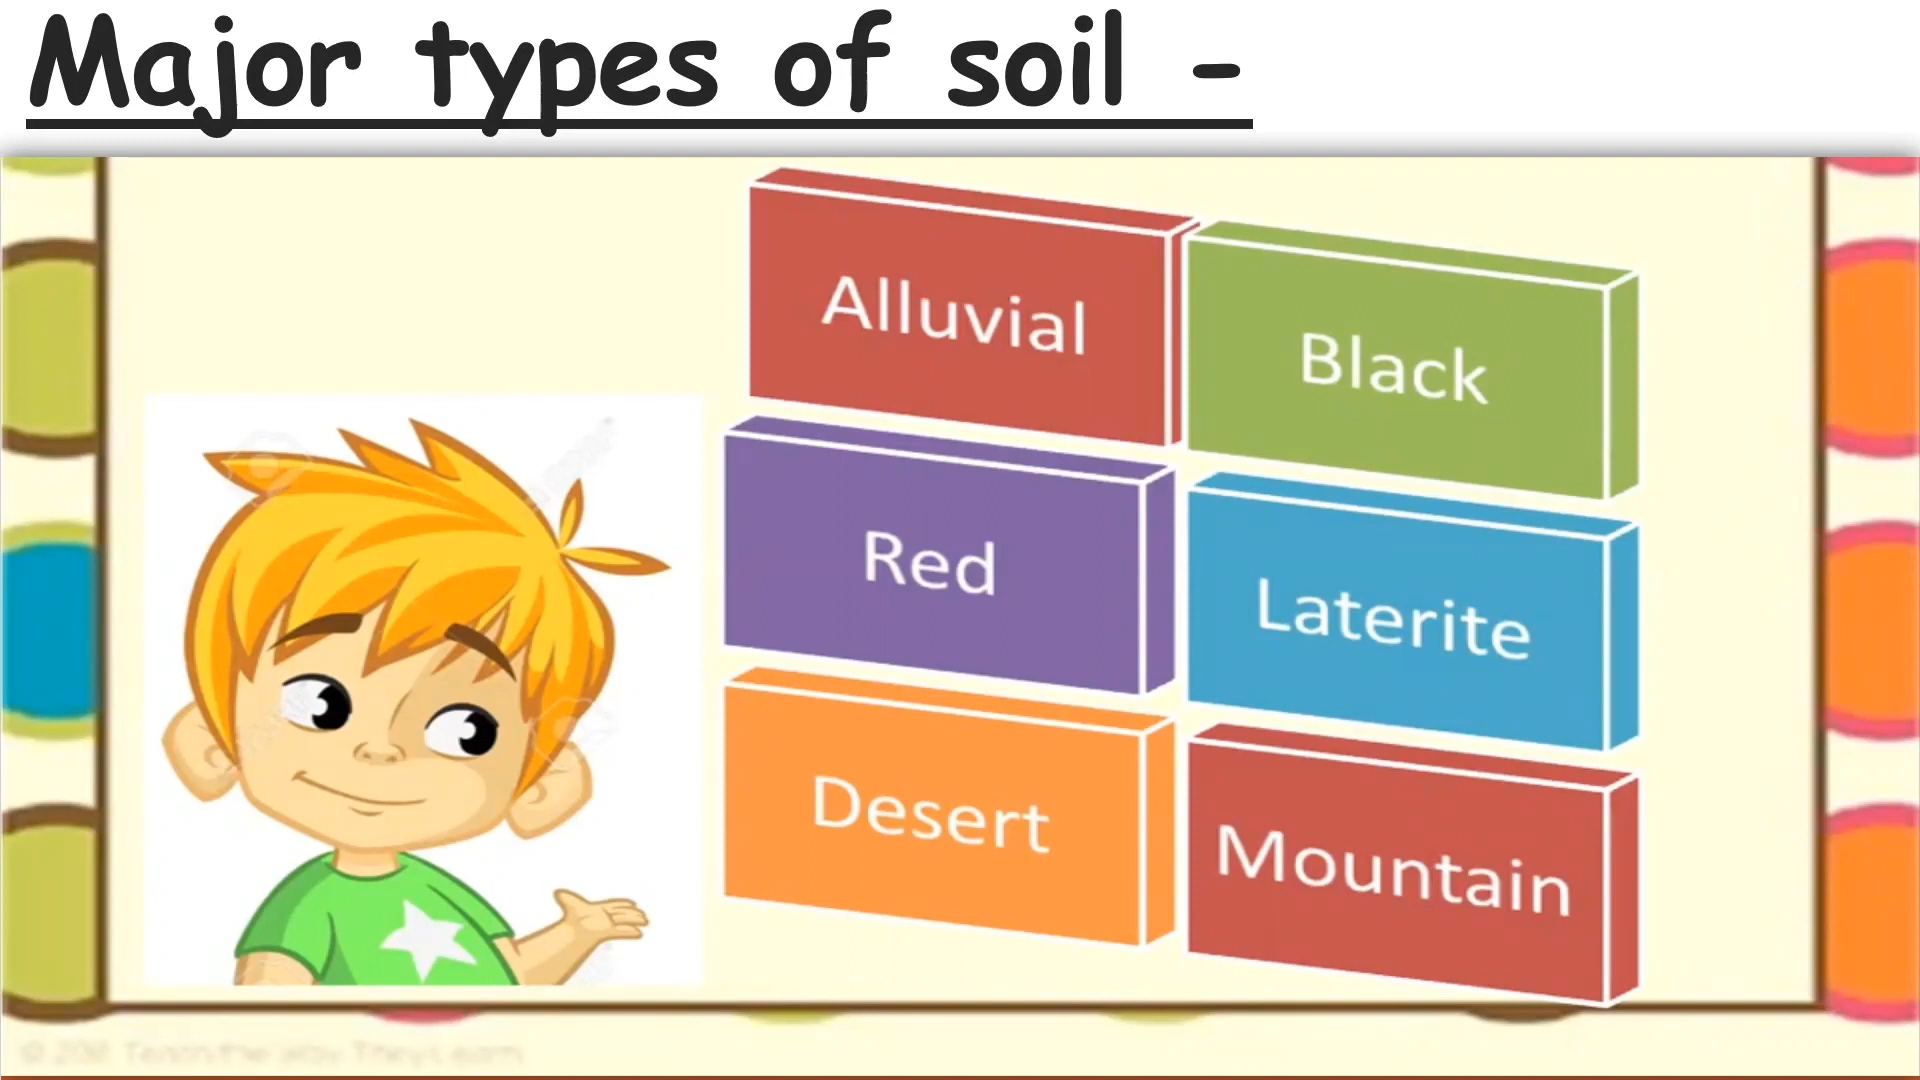 Major types of soil -
Alluvial
Black
Red
Laterite
Desert
Mountain